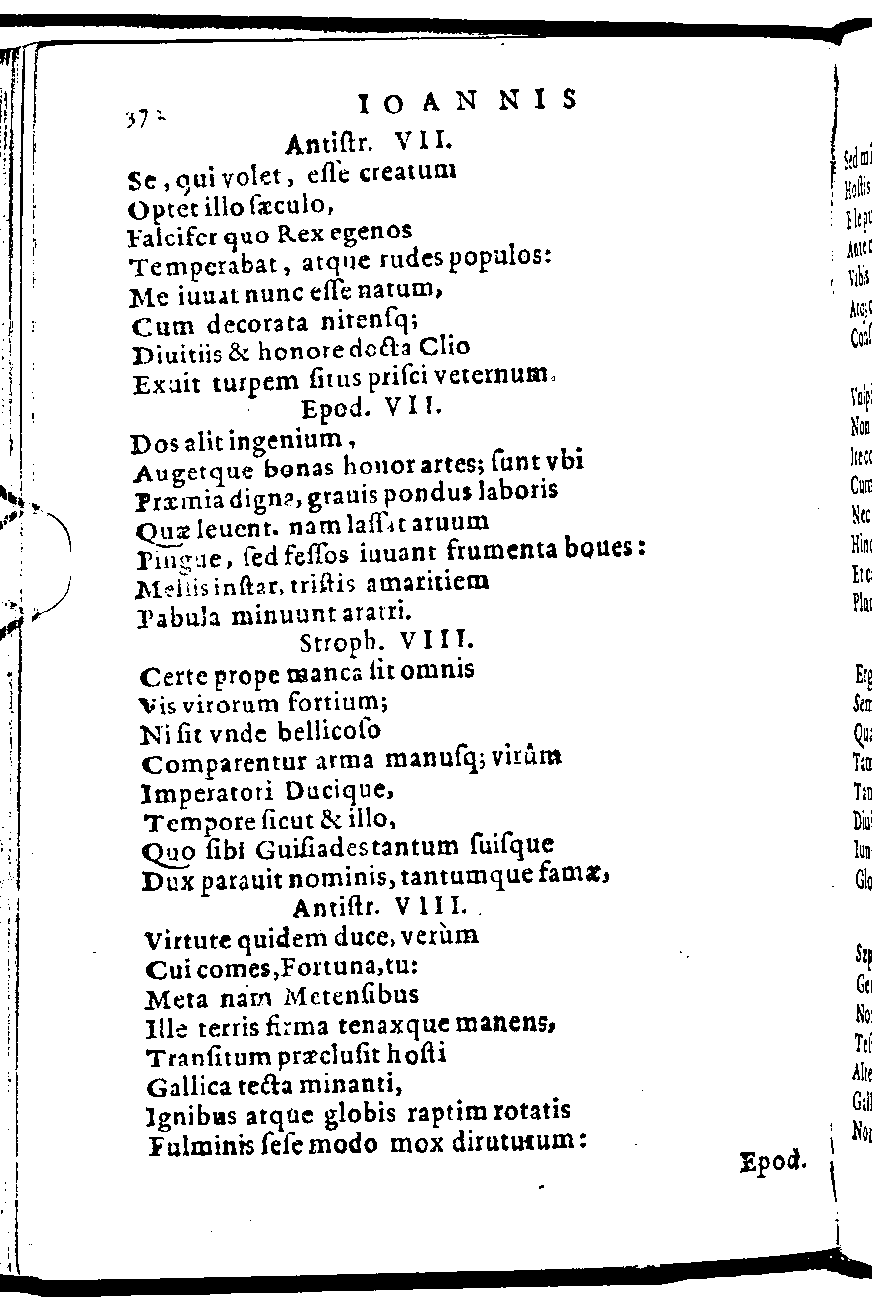 372
IOANNIS
Antiſtr. VII.
Se, qui volet, eſſe creatum
Optet illo ſæculo,
Falcifer quo Rex egenos
Temperabat, atque rudes populos:
Me iuuat nunc eſſe natum,
Cum decorata nitenſq;
Diuitiis & honore docta Clio
Exuit turpem ſitus priſci veternum.
Epod. VII.
Dos alit ingenium,
Augetque bonas honor artes; ſunt vbi
Præmia digna, grauis pondus laboris
Quæ leuent. nam laſſat aruum
Pingue, ſed feſſos iuuant frumenta boues:
Meſſis inſtar, triſtis amaritiem
Pabula minuunt aratri.
Stroph. VIII.
Certe prope manca ſit omnis
Vis virorum fortium;
Ni ſit vnde bellicoſo
Comparentur arma manuſq; virûm
Imperatori Ducique,
Tempore ſicut & illo,
Quo ſibi Guiſiades tantum ſuiſque
Dux parauit nominis, tantumque famæ,
Antiſtr. VIII.
Virtute quidem duce, verùm
Cui comes, Fortuna, tu:
Meta nam Metenſibus
Ille terris firma tenaxque manens,
Tranſitum præcluſit hoſti
Gallica tecta minanti,
Ignibus atque globis raptim rotatis
Fulminis ſeſe modo mox diruturum:
Epod.